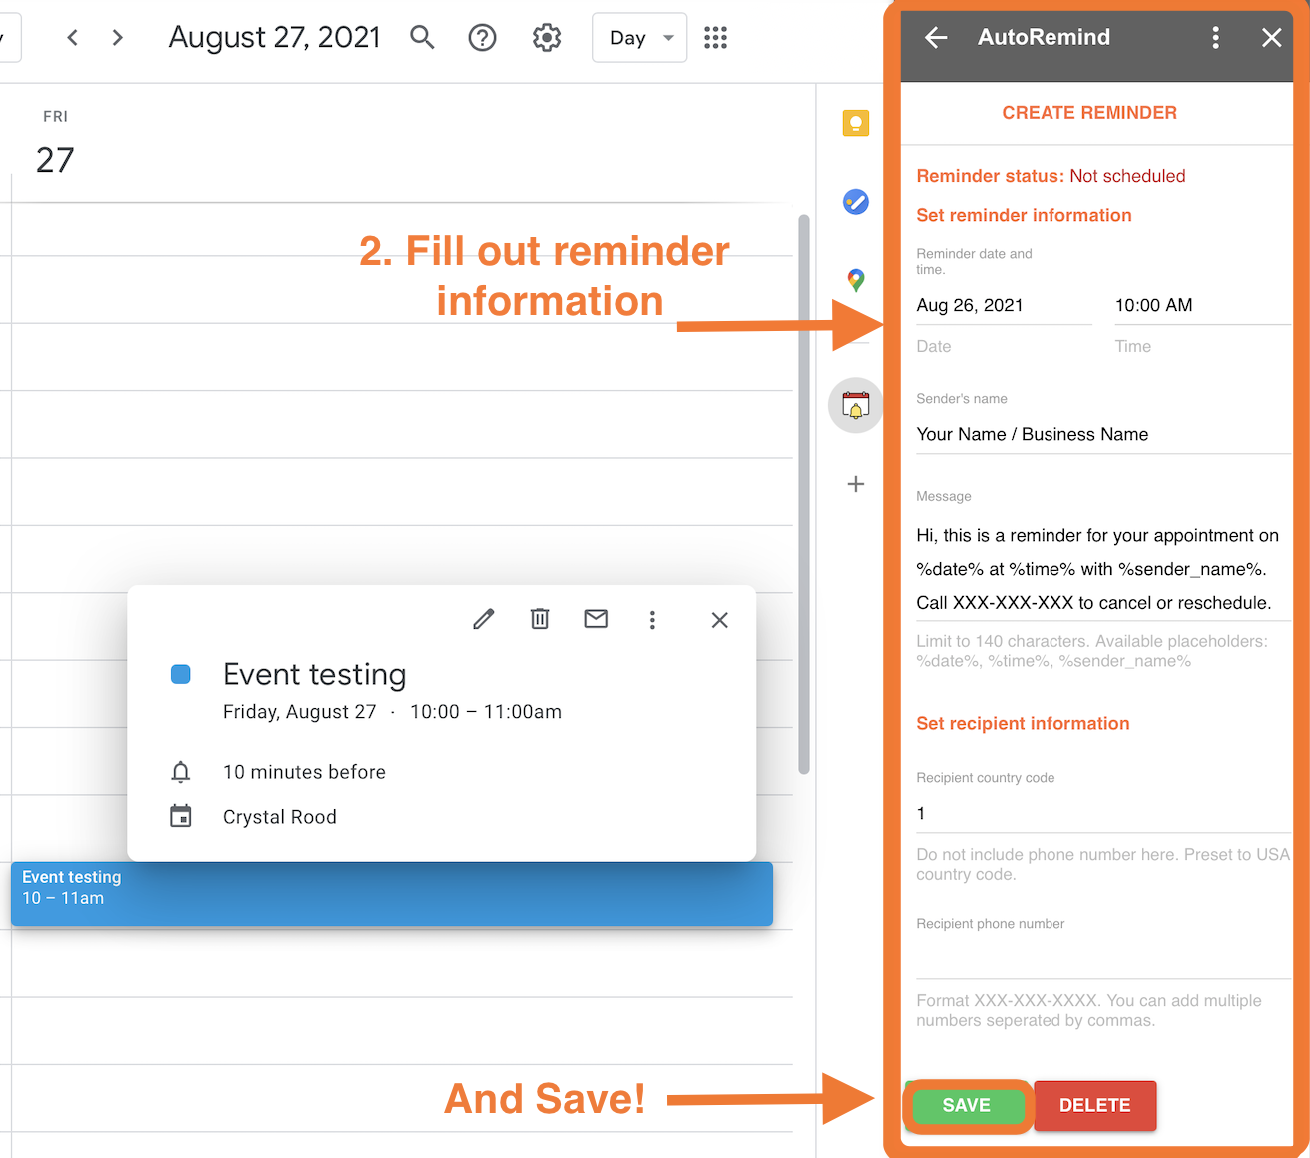 August 27, 2021
Day
FRI
27
2. Fill out reminder
information
Event testing
Friday, August 27 · 10:00 – 11:00am
10 minutes before
Crystal Rood
Event testing
10 – 11am
And Save!
AutoRemind
CREATE REMINDER
Reminder status: Not scheduled
Set reminder information
Reminder date and
time.
Aug 26, 2021 10:00 AM
Date Time
Sender's name
Your Name / Business Name
Message
Hi, this is a reminder for your appointment on
%date% at %time% with %sender_name%.
Call XXX-XXX-XXX to cancel or reschedule.
Limit to 140 characters. Available placeholders:
%date%, %time%, %sender_name%
Set recipient information
Recipient country code
1
Do not include phone number here. Preset to USA
country code.
Recipient phone number
Format XXX-XXX-XXXX. You can add multiple
numbers seperated by commas.
SAVE DELETE